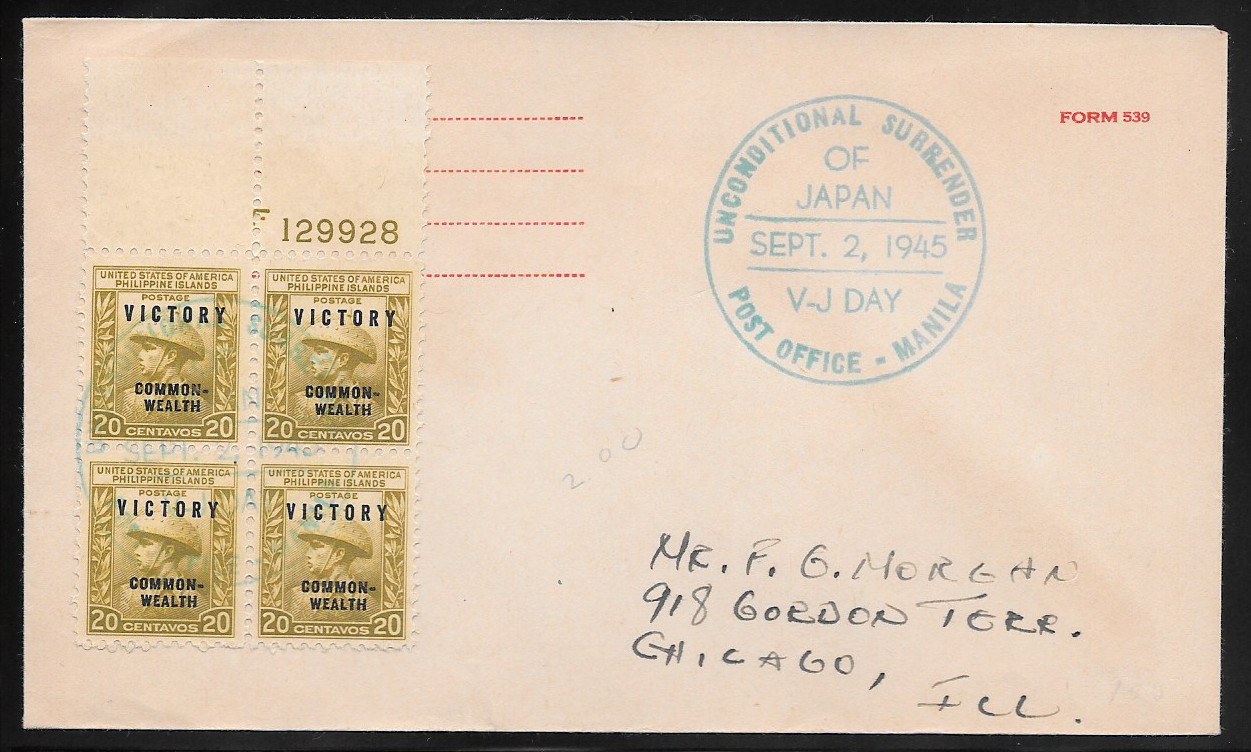 F 129928
FORM 539
UNCONDITIONAL SURRENDER
OF
JAPAN
SEPT. 2, 1945
V-J DAY
POST OFFICE - MANILA
UNITED STATES OF AMERICA
PHILIPPINE ISLANDS
POSTAGE
VICTORY
COMMON-
WEALTH
20 CENTAVOS 20
UNITED STATES OF AMERICA
PHILIPPINE ISLANDS
POSTAGE
VICTORY
COMMON-
WEALTH
20 CENTAVOS 20
SEPT. 2
UNITED STATES OF AMERICA
PHILIPPINE ISLANDS
POSTAGE
VICTORY
COMMON-
WEALTH
20 CENTAVOS 20
UNITED STATES OF AMERICA
PHILIPPINE ISLANDS
POSTAGE
VICTORY
COMMON-
WEALTH
20 CENTAVOS 20
2.00
MR. F. G. MORGAN
918 GORDON TERR.
CHICAGO,
ILL.